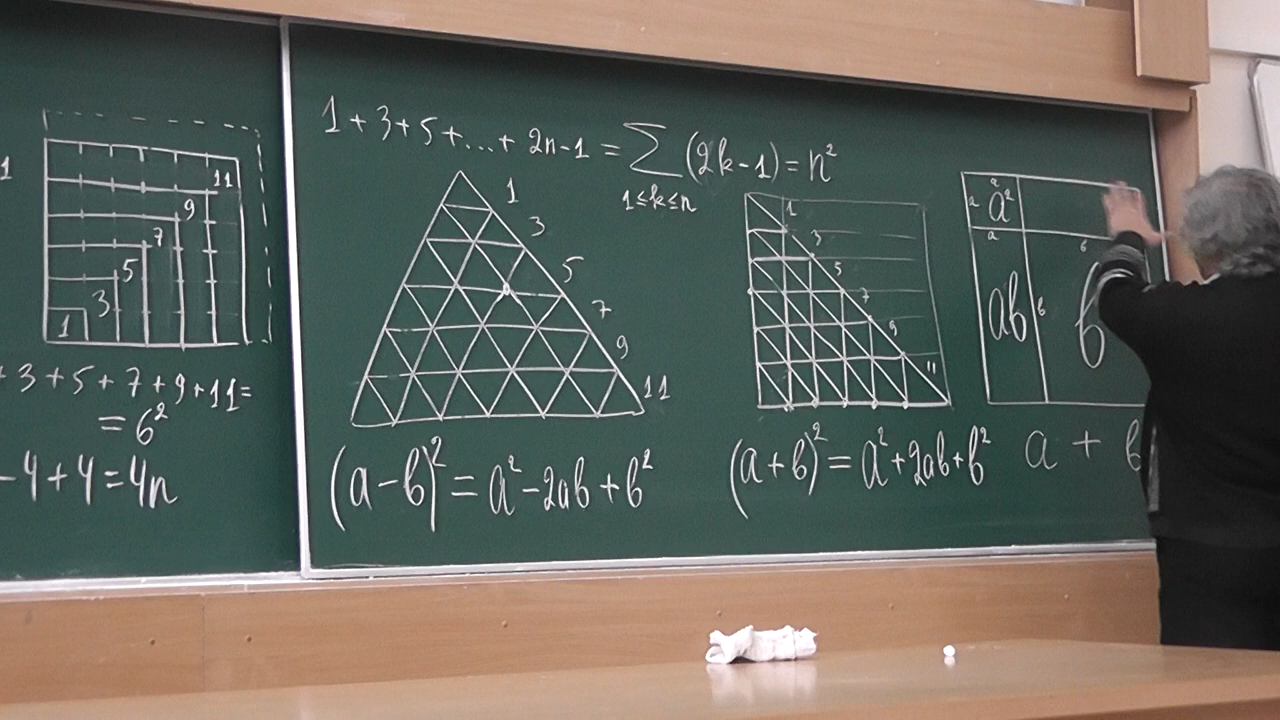 1
11
9
7
5
3
1
+3+5+7+9+11=
=6²
-4+4=4n
1+3+5+...+2n-1=∑(2k-1)=n²
1≤k≤n
1
3
5
7
9
11
(a-b)²=a²-2ab+b²
1
3
5
7
9
11
(a+b)²=a²+2ab+b²
a
a a²
a
b
ab b
b
a + b